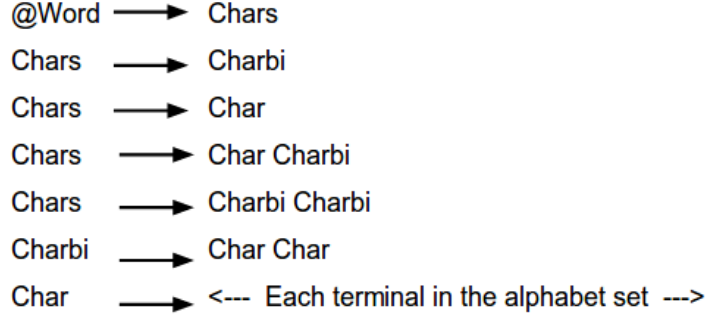 @Word ⟶ Chars
Chars ⟶ Charbi
Chars ⟶ Char
Chars ⟶ Char Charbi
Chars ⟶ Charbi Charbi
Charbi ⟶ Char Char
Char ⟶ <--- Each terminal in the alphabet set --->